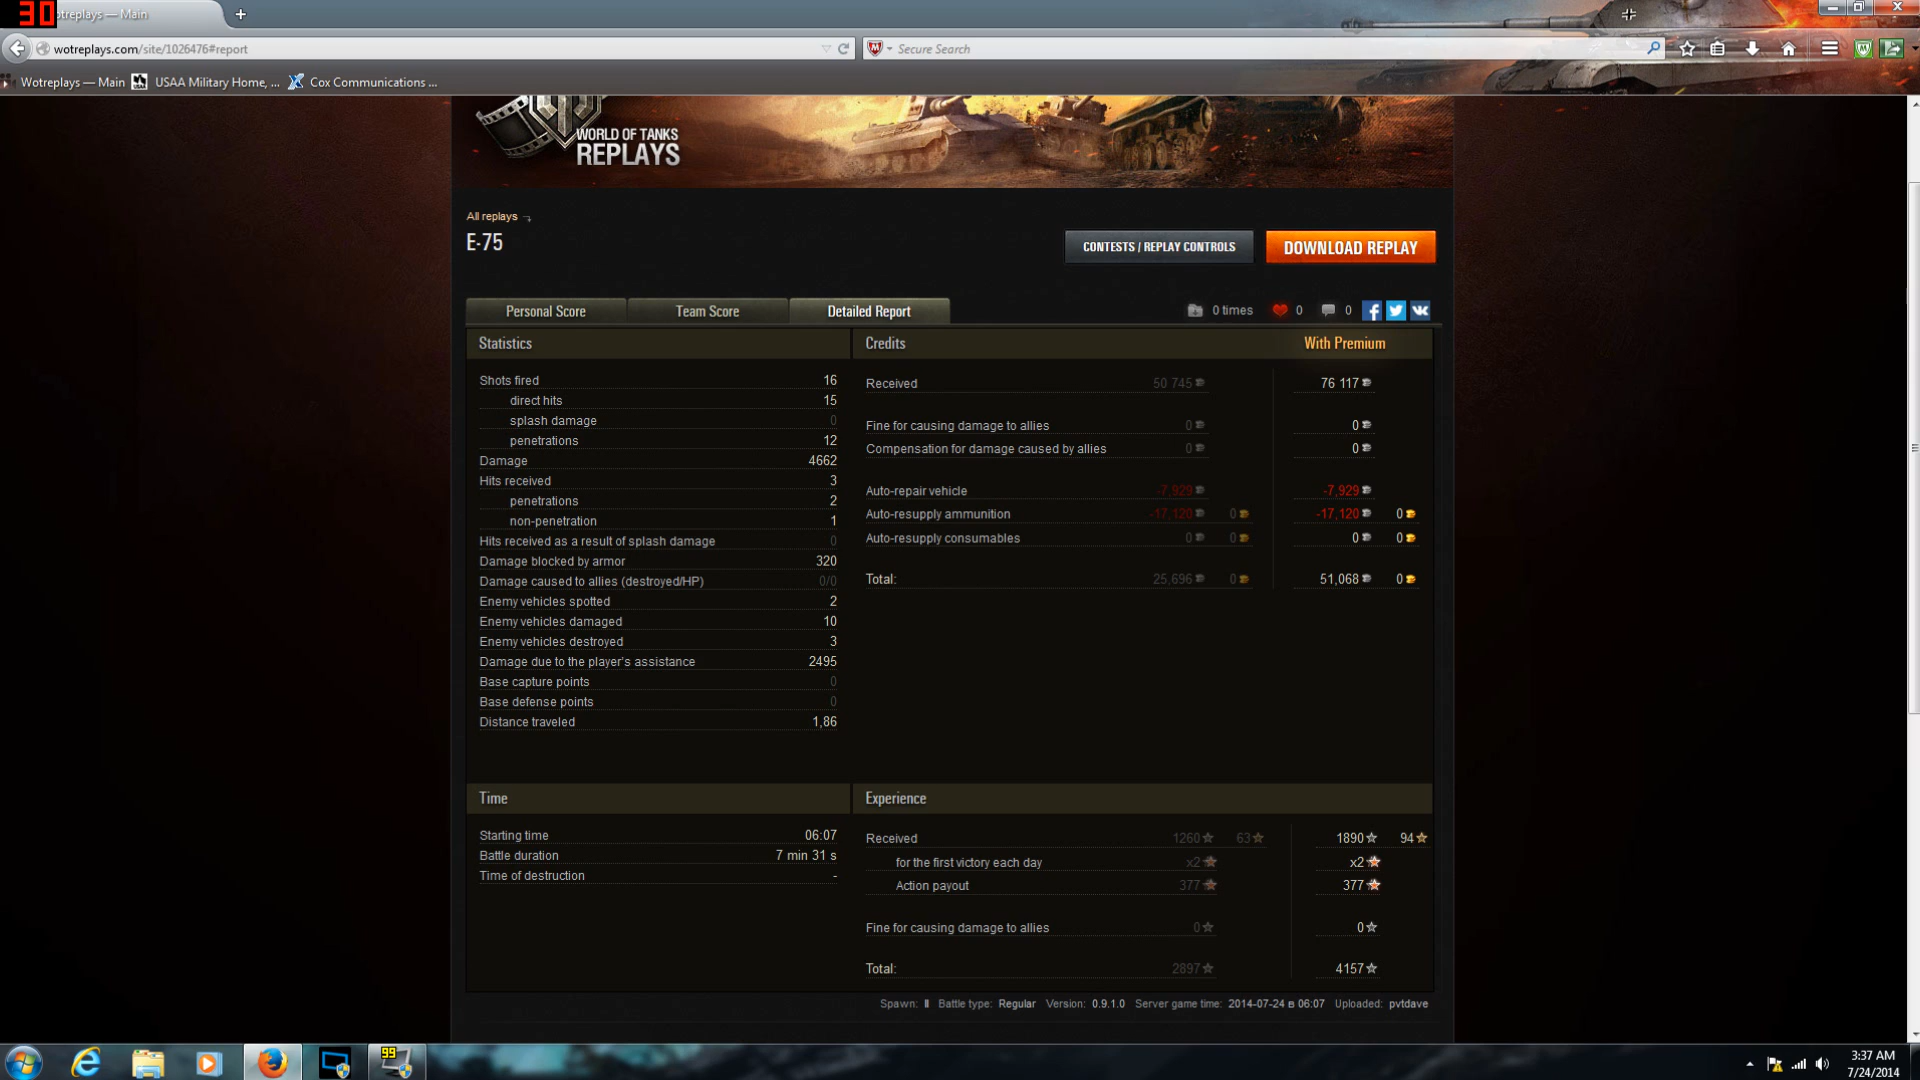 30
otreplays — Main
wotreplays.com/site/1026476#report
Secure Search
Wotreplays — Main
USAA Military Home, ...
Cox Communications ...
WORLD OF TANKS
REPLAYS
All replays
E-75
CONTESTS / REPLAY CONTROLS
DOWNLOAD REPLAY
Personal Score
Team Score
Detailed Report
0 times
0
0
Statistics
Shots fired 16
direct hits 15
splash damage 0
penetrations 12
Damage 4662
Hits received 3
penetrations 2
non-penetration 1
Hits received as a result of splash damage 0
Damage blocked by armor 320
Damage caused to allies (destroyed/HP) 0/0
Enemy vehicles spotted 2
Enemy vehicles damaged 10
Enemy vehicles destroyed 3
Damage due to the player's assistance 2495
Base capture points 0
Base defense points 0
Distance traveled 1,86
Credits With Premium
Received 50 745 76 117
Fine for causing damage to allies 0 0
Compensation for damage caused by allies 0 0
Auto-repair vehicle -7,929 -7,929
Auto-resupply ammunition -17,120 0 -17,120 0
Auto-resupply consumables 0 0 0 0
Total: 25,696 0 51,068 0
Time
Starting time 06:07
Battle duration 7 min 31 s
Time of destruction -
Experience
Received 1260 63 1890 94
for the first victory each day x2 x2
Action payout 377 377
Fine for causing damage to allies 0 0
Total: 2897 4157
Spawn: II Battle type: Regular Version: 0.9.1.0 Server game time: 2014-07-24 в 06:07 Uploaded: pvtdave
99
3:37 AM
7/24/2014